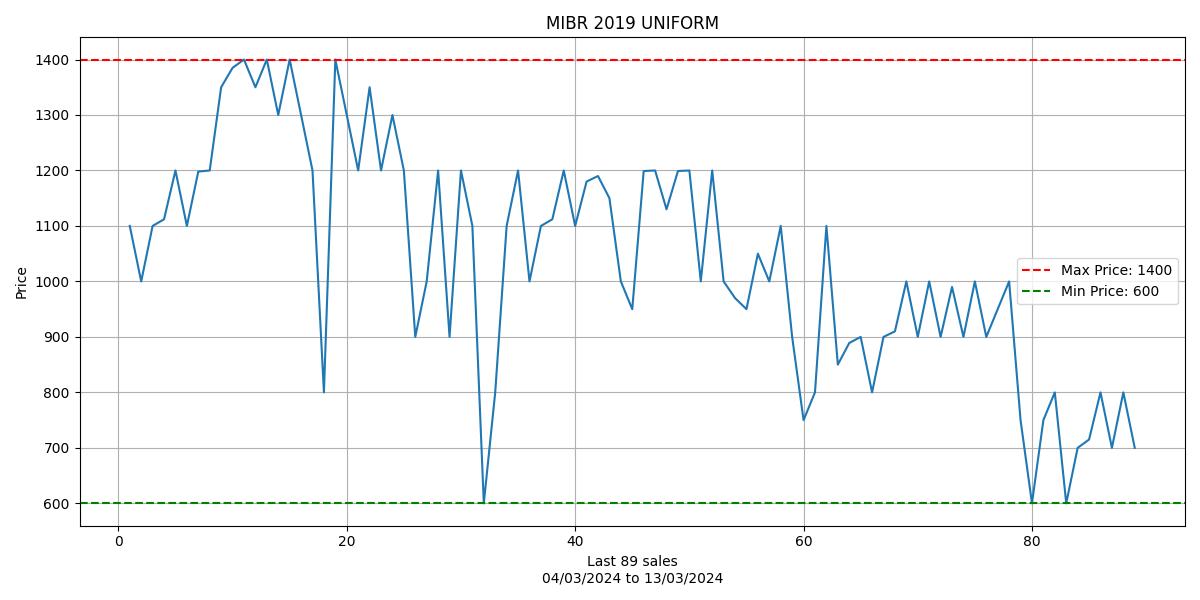 MIBR 2019 UNIFORM
Price
1400
1300
1200
1100
1000
900
800
700
600
Max Price: 1400
Min Price: 600
0 20 40 60 80
Last 89 sales
04/03/2024 to 13/03/2024